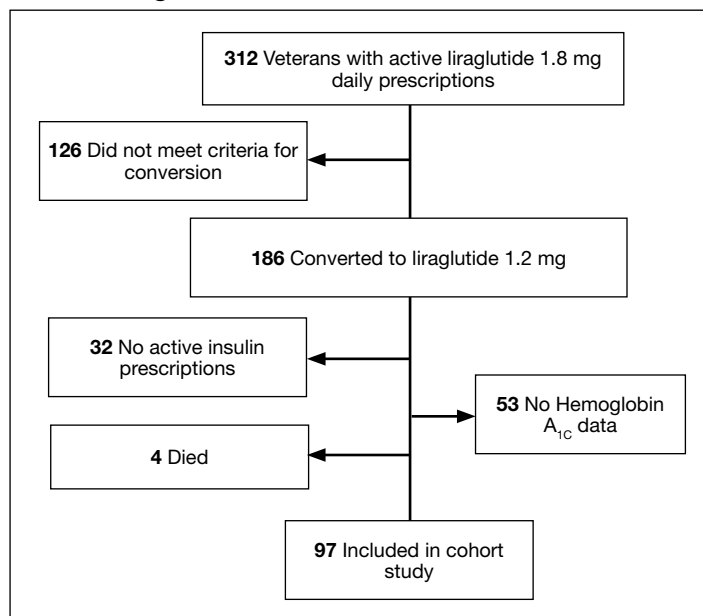 312 Veterans with active liraglutide 1.8 mg
daily prescriptions
126 Did not meet criteria for
conversion
186 Converted to liraglutide 1.2 mg
32 No active insulin
prescriptions
53 No Hemoglobin
A1C data
4 Died
97 Included in cohort
study